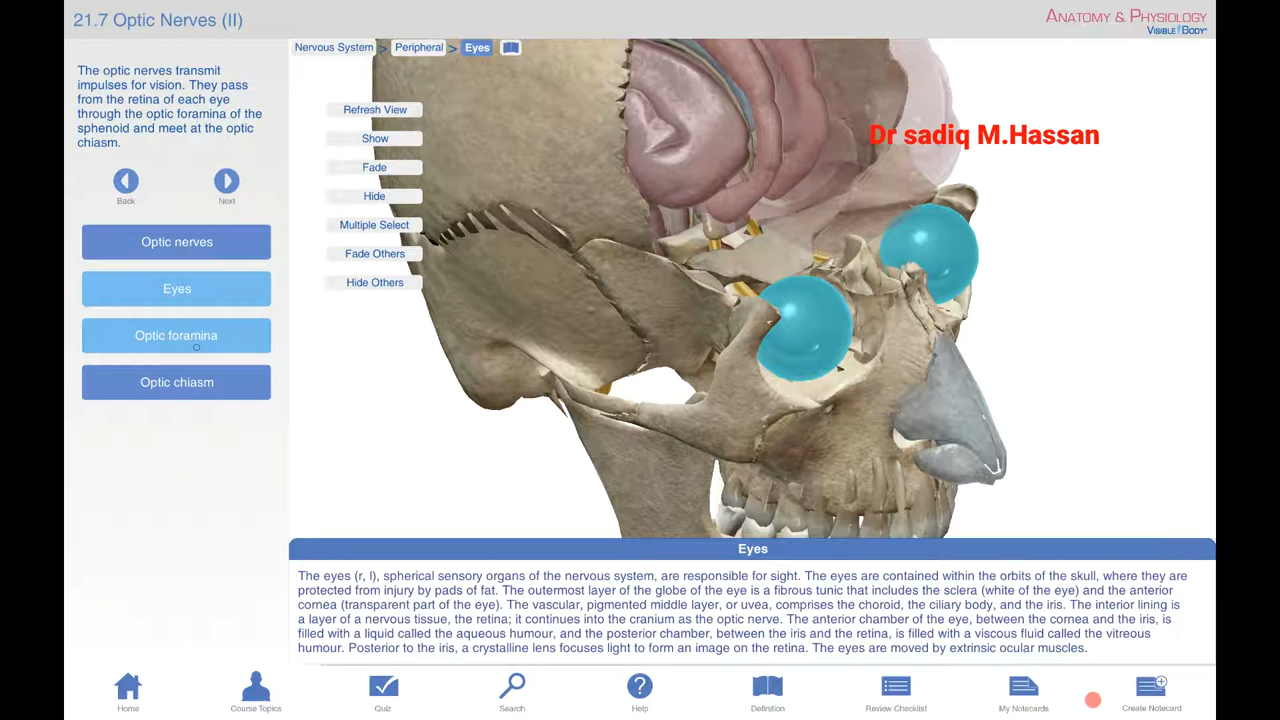 21.7 Optic Nerves (II)
ANATOMY & PHYSIOLOGY
VISIBLE BODY®
Nervous System > Peripheral > Eyes
The optic nerves transmit
impulses for vision. They pass
from the retina of each eye
through the optic foramina of the
sphenoid and meet at the optic
chiasm.
Back
Next
Optic nerves
Eyes
Optic foramina
Optic chiasm
Refresh View
Show
Fade
Hide
Multiple Select
Fade Others
Hide Others
Dr sadiq M.Hassan
Eyes
The eyes (r, l), spherical sensory organs of the nervous system, are responsible for sight. The eyes are contained within the orbits of the skull, where they are
protected from injury by pads of fat. The outermost layer of the globe of the eye is a fibrous tunic that includes the sclera (white of the eye) and the anterior
cornea (transparent part of the eye). The vascular, pigmented middle layer, or uvea, comprises the choroid, the ciliary body, and the iris. The interior lining is
a layer of a nervous tissue, the retina; it continues into the cranium as the optic nerve. The anterior chamber of the eye, between the cornea and the iris, is
filled with a liquid called the aqueous humour, and the posterior chamber, between the iris and the retina, is filled with a viscous fluid called the vitreous
humour. Posterior to the iris, a crystalline lens focuses light to form an image on the retina. The eyes are moved by extrinsic ocular muscles.
Home
Course Topics
Quiz
Search
Help
Definition
Review Checklist
My Notecards
Create Notecard